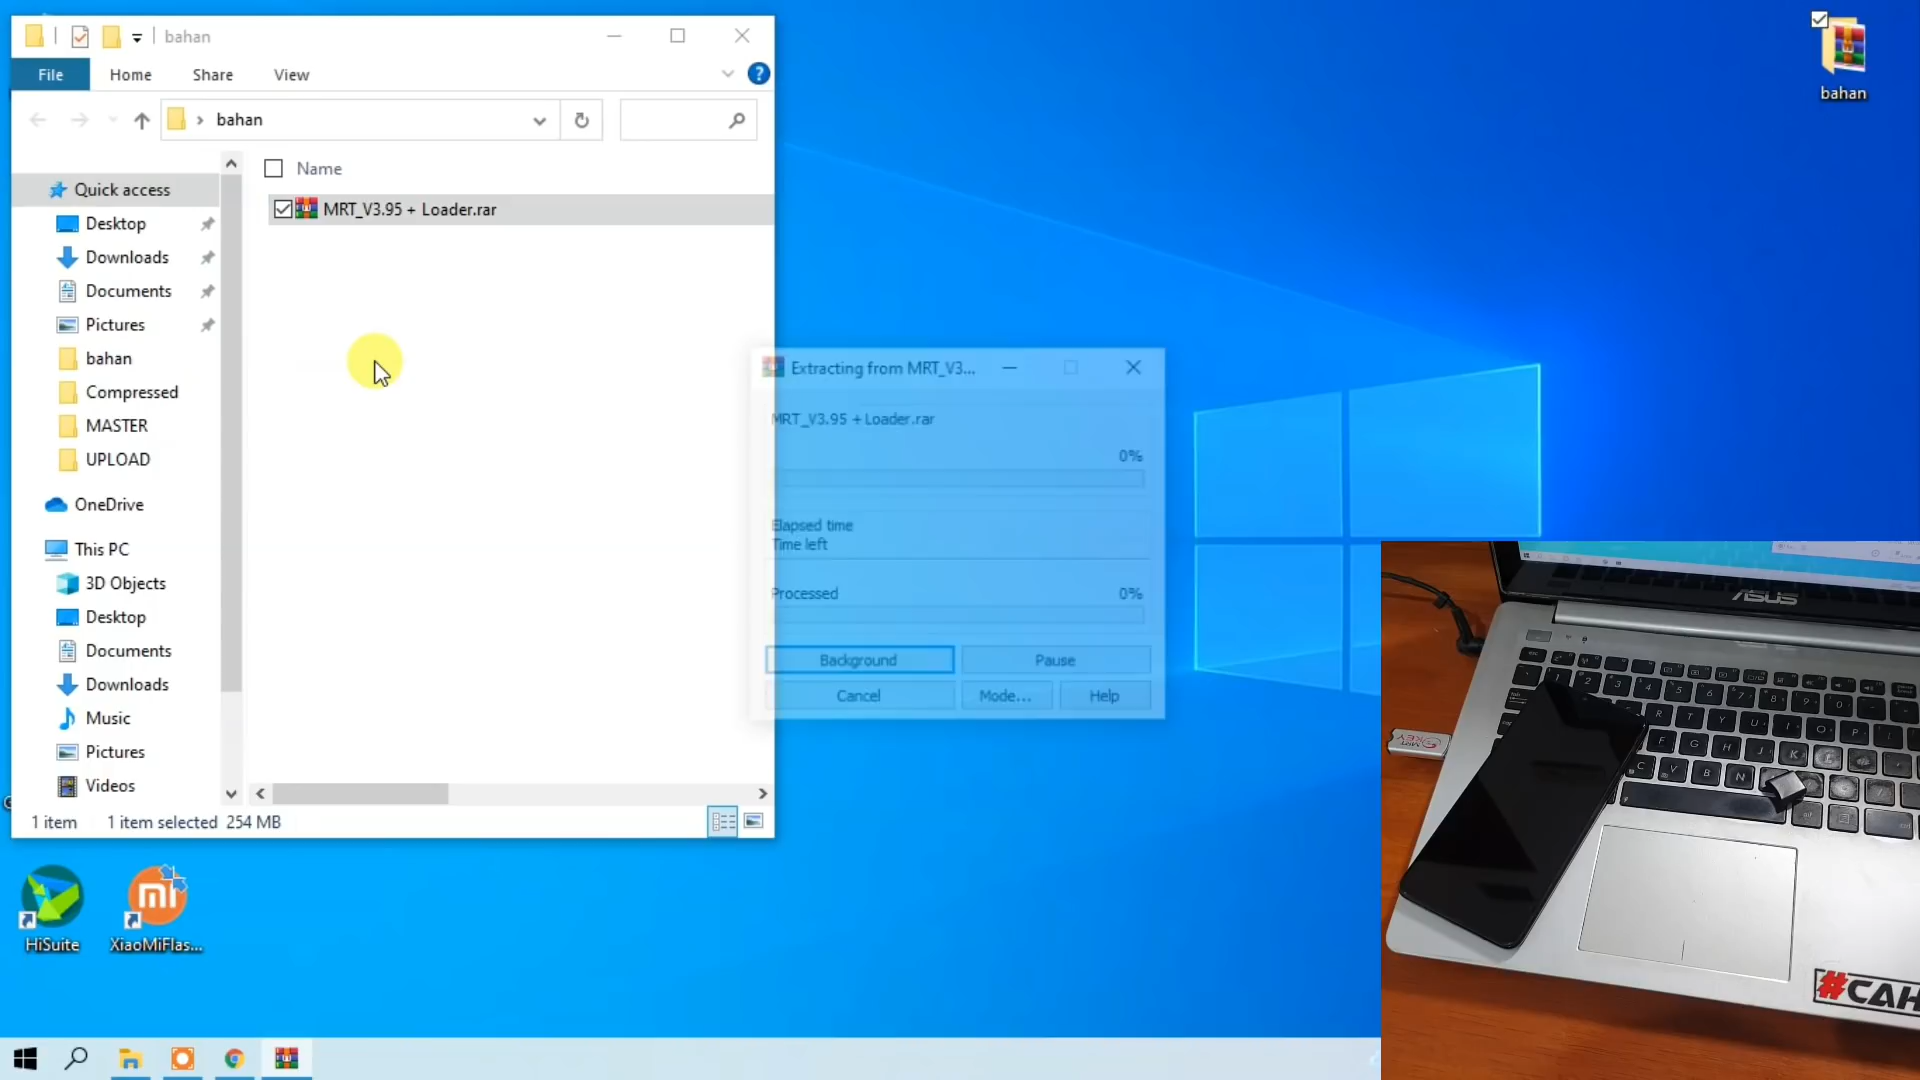 bahan
File
Home
Share
View
bahan
Name
MRT_V3.95 + Loader.rar
Quick access
Desktop
Downloads
Documents
Pictures
bahan
Compressed
MASTER
UPLOAD
OneDrive
This PC
3D Objects
Desktop
Documents
Downloads
Music
Pictures
Videos
1 item
1 item selected 254 MB
Extracting from MRT_V3...
MRT_V3.95 + Loader.rar
0%
Elapsed time
Time left
Processed
0%
Background
Pause
Cancel
Mode...
Help
bahan
HiSuite
XiaoMiFlas...
ASUS
KEY
#CAH